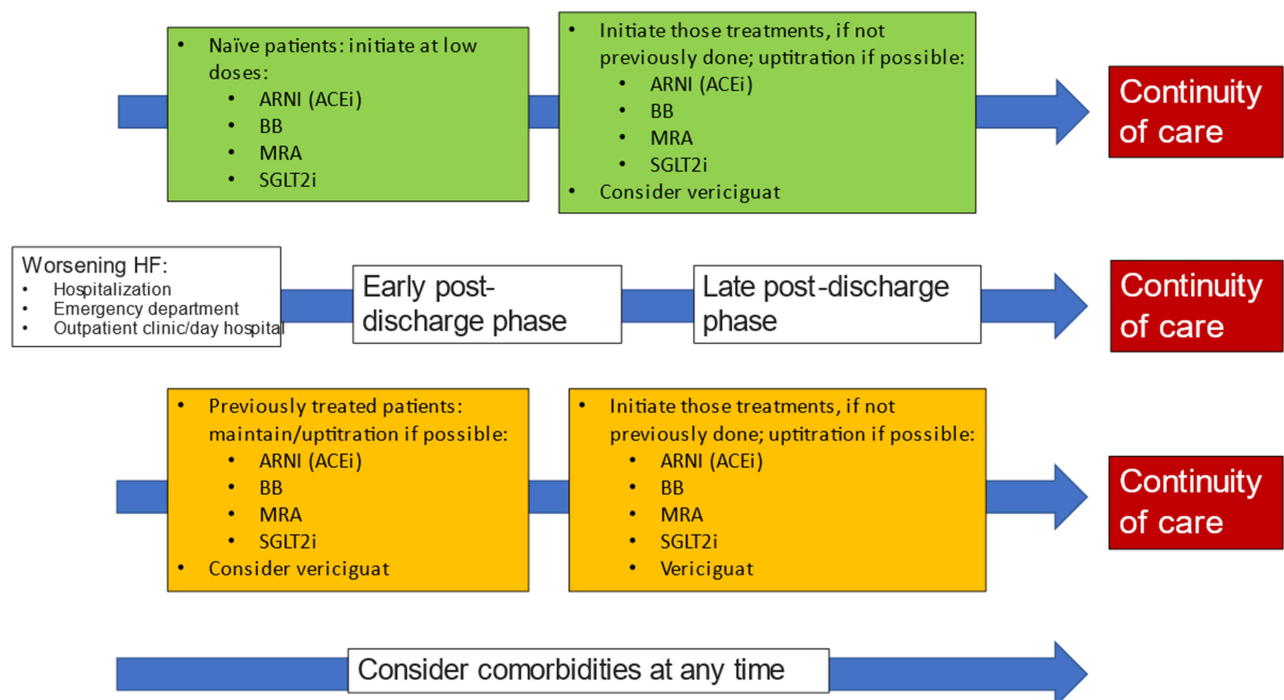 • Naïve patients: initiate at low
doses:
• ARNI (ACEi)
• BB
• MRA
• SGLT2i
• Initiate those treatments, if not
previously done; uptitration if possible:
• ARNI (ACEi)
• BB
• MRA
• SGLT2i
• Consider vericiguat
Continuity
of care
Worsening HF:
• Hospitalization
• Emergency department
• Outpatient clinic/day hospital
Early post-
discharge phase
Late post-discharge
phase
Continuity
of care
• Previously treated patients:
maintain/uptitration if possible:
• ARNI (ACEi)
• BB
• MRA
• SGLT2i
• Consider vericiguat
• Initiate those treatments, if not
previously done; uptitration if possible:
• ARNI (ACEi)
• BB
• MRA
• SGLT2i
• Vericiguat
Continuity
of care
Consider comorbidities at any time